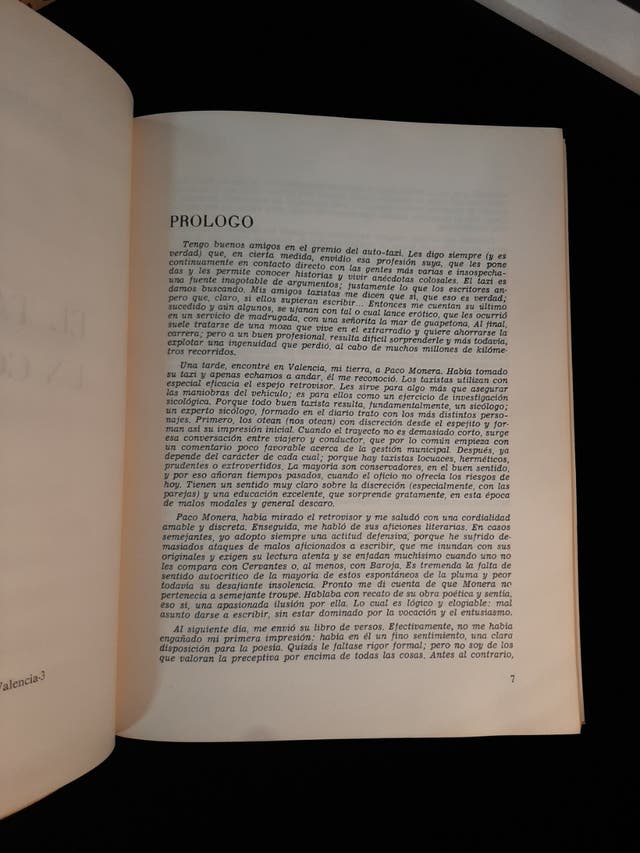 PROLOGO
Tengo buenos amigos en el gremio del auto-taxi. Les digo siempre (y es
verdad) que, en cierta medida, envidio esa profesión suya, que les pone
continuamente en contacto directo con las gentes más varias e insospecha-
das y les permite conocer historias y vivir anécdotas colosales. El taxi es
una fuente inagotable de argumentos; justamente lo que los escritores an-
damos buscando. Mis amigos taxistas me dicen que sí, que eso es verdad;
pero que, claro, si ellos supieran escribir... Entonces me cuentan su último
sucedido y aún algunos, se ufanan con tal o cual lance erótico, que les ocurrió
en un servicio de madrugada, con una señorita la mar de guapetona. Al final,
suele tratarse de una moza que vive en el extrarradio y quiere ahorrarse la
carrera; pero a un buen profesional, resulta difícil sorprenderle y más todavía,
explotar una ingenuidad que perdió, al cabo de muchos millones de kilóme-
tros recorridos.
Una tarde, encontré en Valencia, mi tierra, a Paco Monera. Había tomado
su taxi y apenas echamos a andar, él me reconoció. Los taxistas utilizan con
especial eficacia el espejo retrovisor. Les sirve para algo más que asegurar
las maniobras del vehículo; es para ellos como un ejercicio de investigación
sicológica. Porque todo buen taxista resulta, fundamentalmente, un sicólogo;
un experto sicólogo, formado en el diario trato con los más distintos perso-
najes. Primero, los otean (nos otean) con discreción desde el espejito y for-
man así su impresión inicial. Cuando el trayecto no es demasiado corto, surge
esa conversación entre viajero y conductor, que por lo común empieza con
un comentario poco favorable acerca de la gestión municipal. Después, ya
depende del carácter de cada cual; porque hay taxistas locuaces, herméticos,
prudentes o extrovertidos. La mayoría son conservadores, en el buen sentido,
y por eso añoran tiempos pasados, cuando el oficio no ofrecía los riesgos de
hoy. Tienen un sentido muy claro sobre la discreción (especialmente, con las
parejas) y una educación excelente, que sorprende gratamente, en esta época
de malos modales y general descaro.
Paco Monera, había mirado el retrovisor y me saludó con una cordialidad
amable y discreta. Enseguida, me habló de sus aficiones literarias. En casos
semejantes, yo adopto siempre una actitud defensiva, porque he sufrido de-
masiados ataques de malos aficionados a escribir, que me inundan con sus
originales y exigen su lectura atenta y se enfadan muchísimo cuando uno no
les compara con Cervantes o, al menos, con Baroja. Es tremenda la falta de
sentido autocrítico de la mayoría de estos espontáneos de la pluma y peor
todavía su desafiante insolencia. Pronto me di cuenta de que Monera no
pertenecía a semejante troupe. Hablaba con recato de su obra poética y sentía,
eso sí, una apasionada ilusión por ella. Lo cual es lógico y elogiable: mal
asunto darse a escribir, sin estar dominado por la vocación y el entusiasmo.
Al siguiente día, me envió su libro de versos. Efectivamente, no me había
engañado mi primera impresión: había en él un fino sentimiento, una clara
disposición para la poesía. Quizás le faltase rigor formal; pero no soy de los
que valoran la preceptiva por encima de todas las cosas. Antes al contrario,
7
Valencia-3